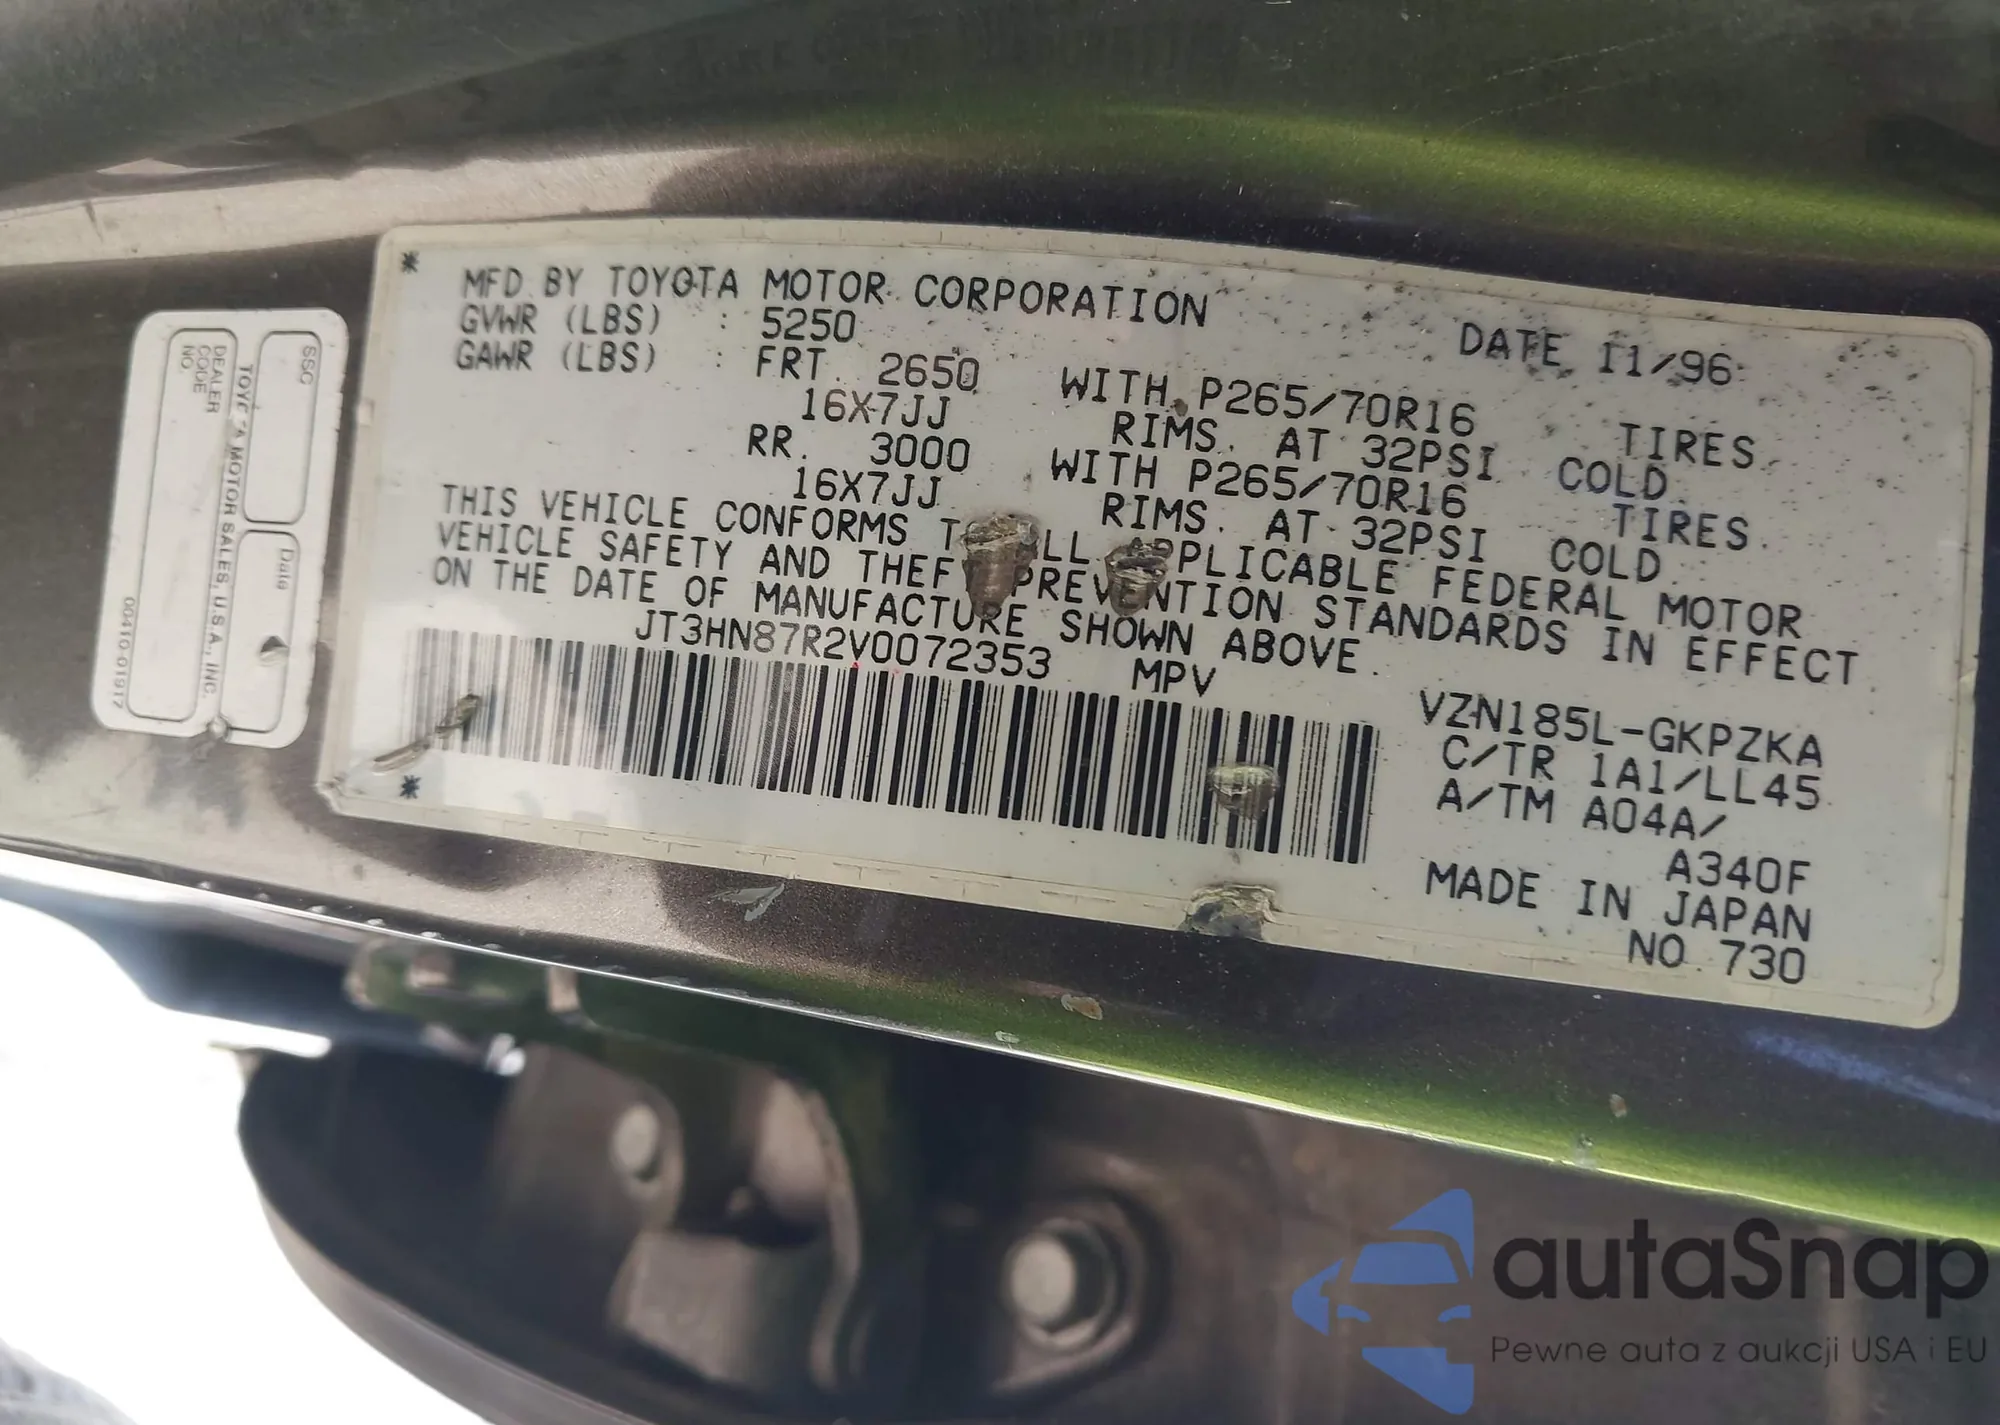 * MFD BY TOYOTA MOTOR CORPORATION DATE 11/96
GVWR (LBS) : 5250
GAWR (LBS) : FRT. 2650 WITH P265/70R16 TIRES.
16X7JJ RIMS. AT 32PSI COLD.
RR. 3000 WITH P265/70R16 TIRES.
16X7JJ RIMS. AT 32PSI COLD.
THIS VEHICLE CONFORMS ALL APPLICABLE FEDERAL MOTOR
VEHICLE SAFETY AND THEF PREVENTION STANDARDS IN EFFECT
ON THE DATE OF MANUFACTURE SHOWN ABOVE.
JT3HN87R2V0072353 MPV
VZN185L-GKPZKA
C/TR 1A1/LL45
A/TM A04A/
A340F
MADE IN JAPAN
NO.730
*
SSC
Date
TOYOTA MOTOR SALES, U.S.A., INC.
DEALER
CODE
NO.
00410-01917
autaSnap
Pewne auta z aukcji USA i EU